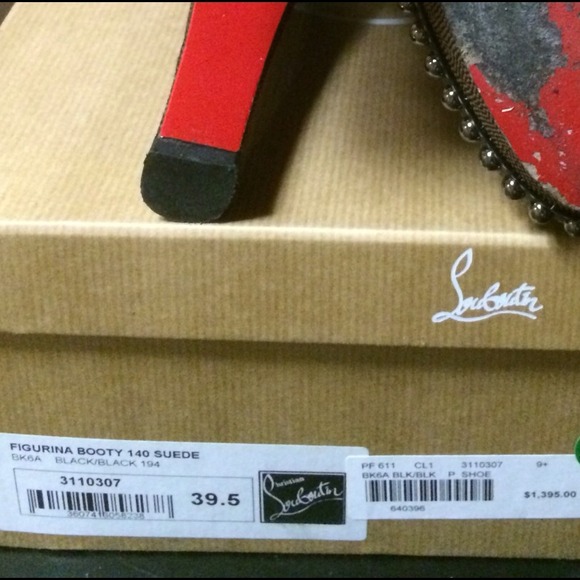 Louboutin
FIGURINA BOOTY 140 SUEDE
BK6A BLACK/BLACK 194
3110307
39.5
Louboutin
PF 611 CL1 3110307 9+
BK6A BLK/BLK P SHOE
$1,395.00
640396